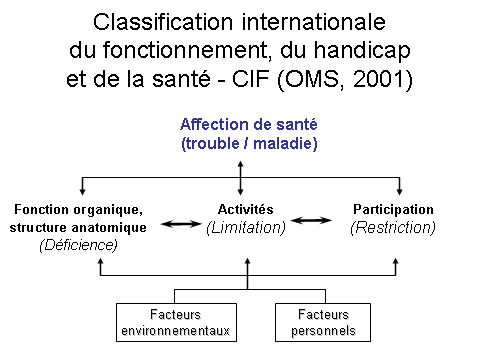 Classification internationale
du fonctionnement, du handicap
et de la santé - CIF (OMS, 2001)
Affection de santé
(trouble / maladie)
Fonction organique,
structure anatomique
(Déficience)
Activités
(Limitation)
Participation
(Restriction)
Facteurs
environnementaux
Facteurs
personnels